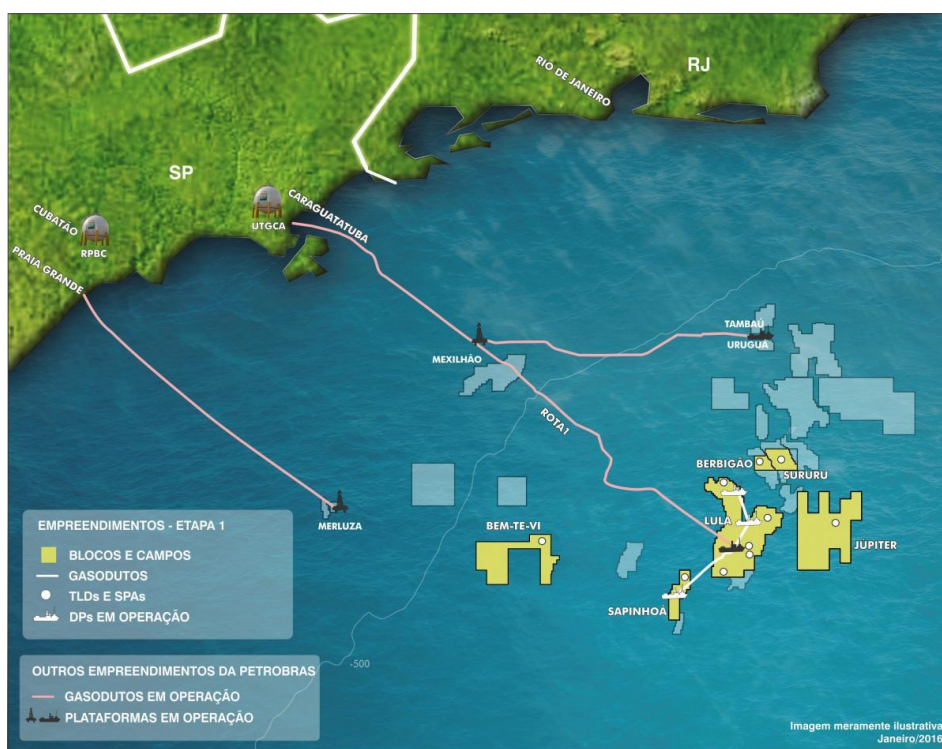 RJ
RIO DE JANEIRO
SP
CARAGUATATUBA
UTGCA
CUBATÃO
RPBC
PRAIA GRANDE
TAMBAÚ
URUGUÁ
MEXILHÃO
ROTA1
BERBIGÃO
SURURU
MERLUZA
BEM-TE-VI
LULA
JÚPITER
SAPINHOÁ
-500
EMPREENDIMENTOS - ETAPA 1
BLOCOS E CAMPOS
GASODUTOS
TLDs E SPAs
DPs EM OPERAÇÃO
OUTROS EMPREENDIMENTOS DA PETROBRAS
GASODUTOS EM OPERAÇÃO
PLATAFORMAS EM OPERAÇÃO
Imagem meramente ilustrativa
Janeiro/2016